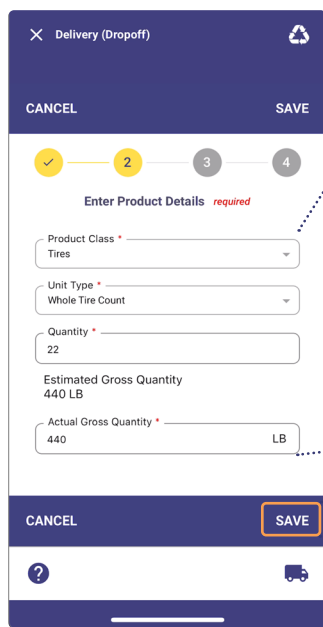 Delivery (Dropoff)
CANCEL SAVE
2 3 4
Enter Product Details required
Product Class *
Tires
Unit Type *
Whole Tire Count
Quantity *
22
Estimated Gross Quantity
440 LB
Actual Gross Quantity *
440 LB
CANCEL SAVE
?